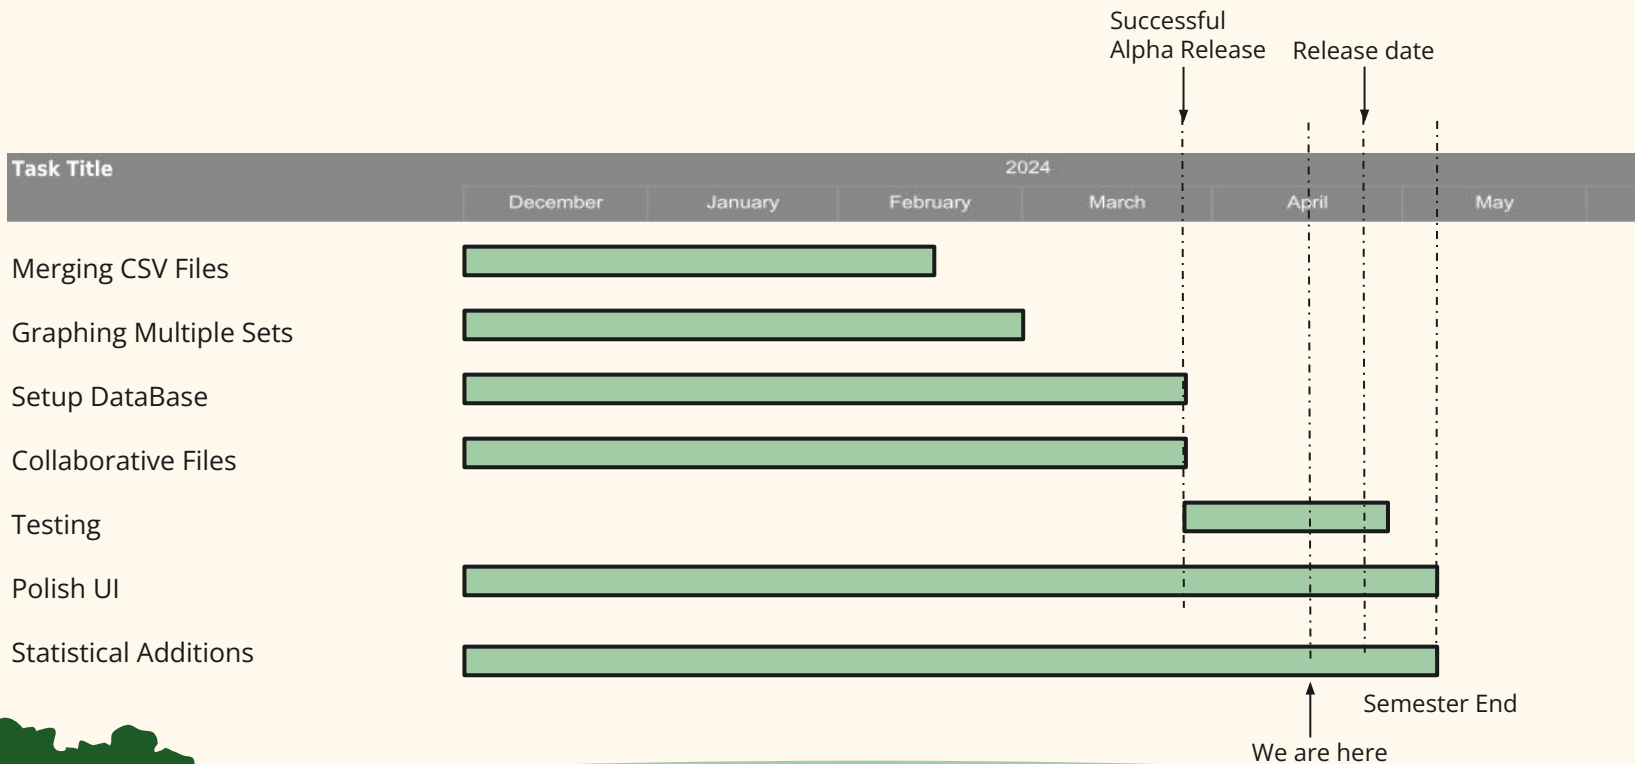 Successful
Alpha Release
Release date
Task Title
2024
December
January
February
March
April
May
Merging CSV Files
Graphing Multiple Sets
Setup DataBase
Collaborative Files
Testing
Polish UI
Statistical Additions
Semester End
We are here